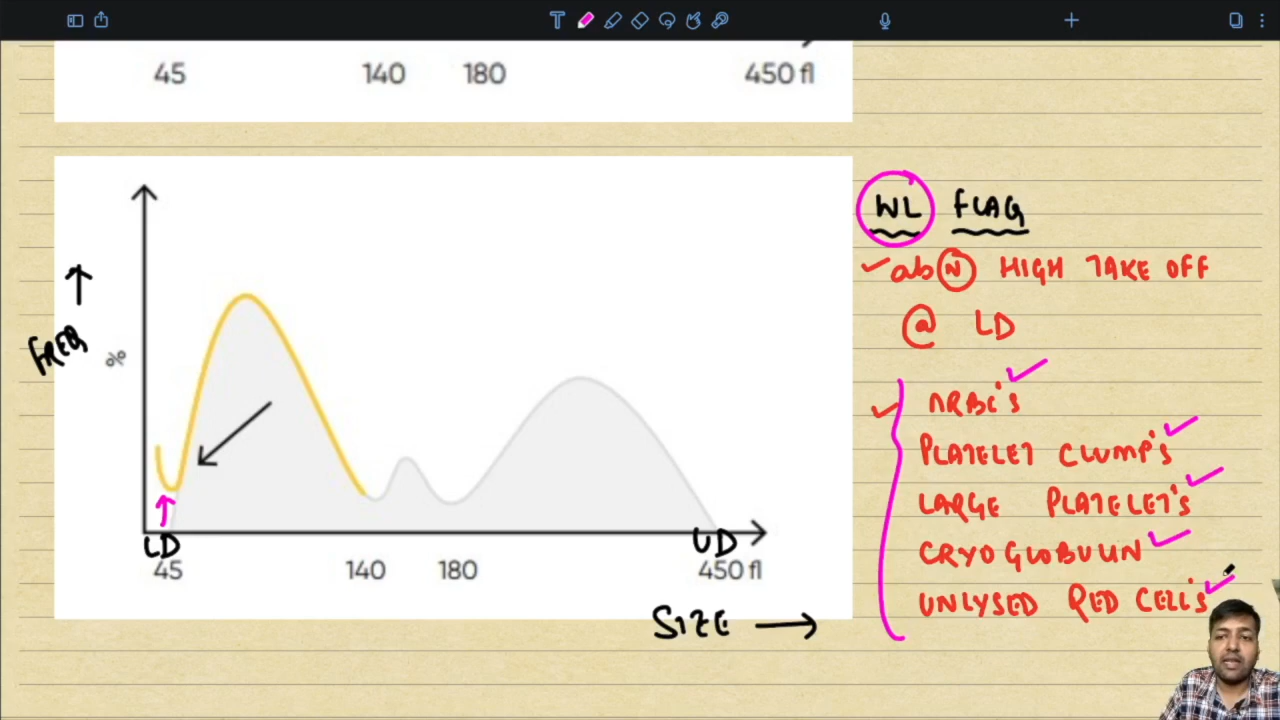 45 140 180 450 fl
WL FLAG
abN HIGH TAKE OFF
@ LD
FREQ
%
NRBC's
PLATELET CLUMP's
LARGE PLATELET's
CRYOGLOBULIN
UNLYSED RED CELL's
LD UD
45 140 180 450 fl
SIZE